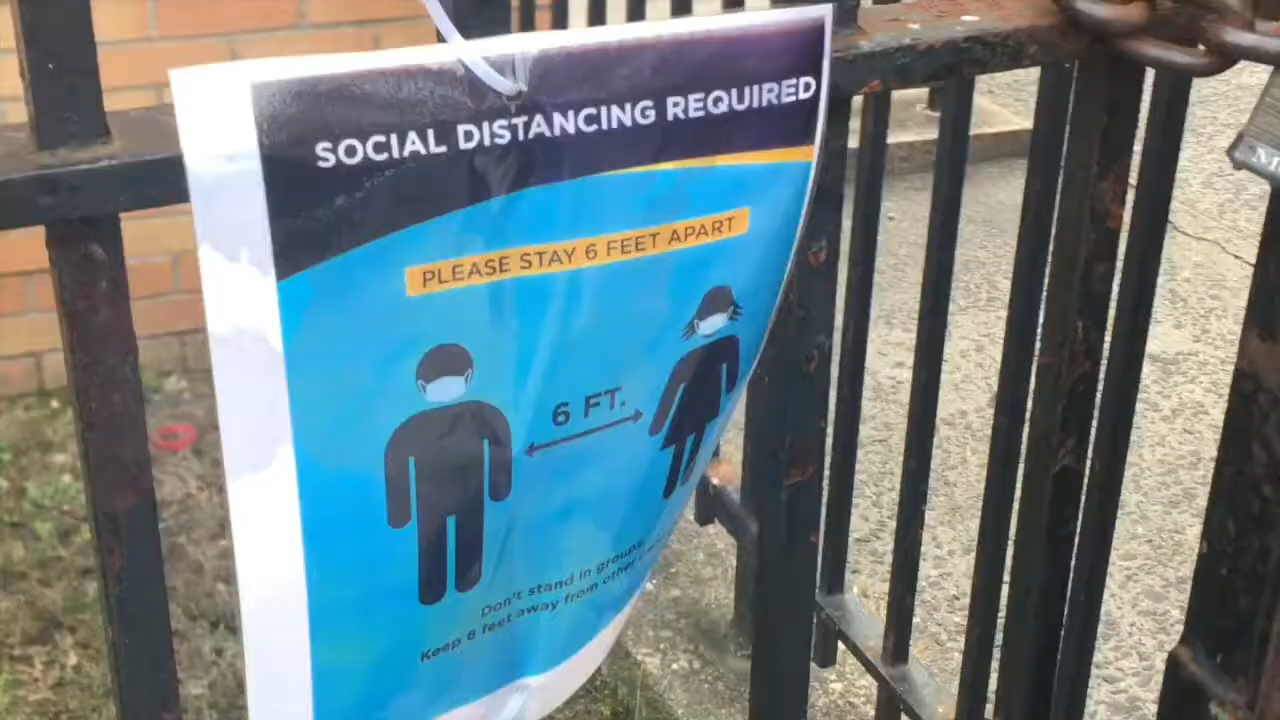 SOCIAL DISTANCING REQUIRED
PLEASE STAY 6 FEET APART
6 FT.
Don't stand in groups
Keep 6 feet away from other